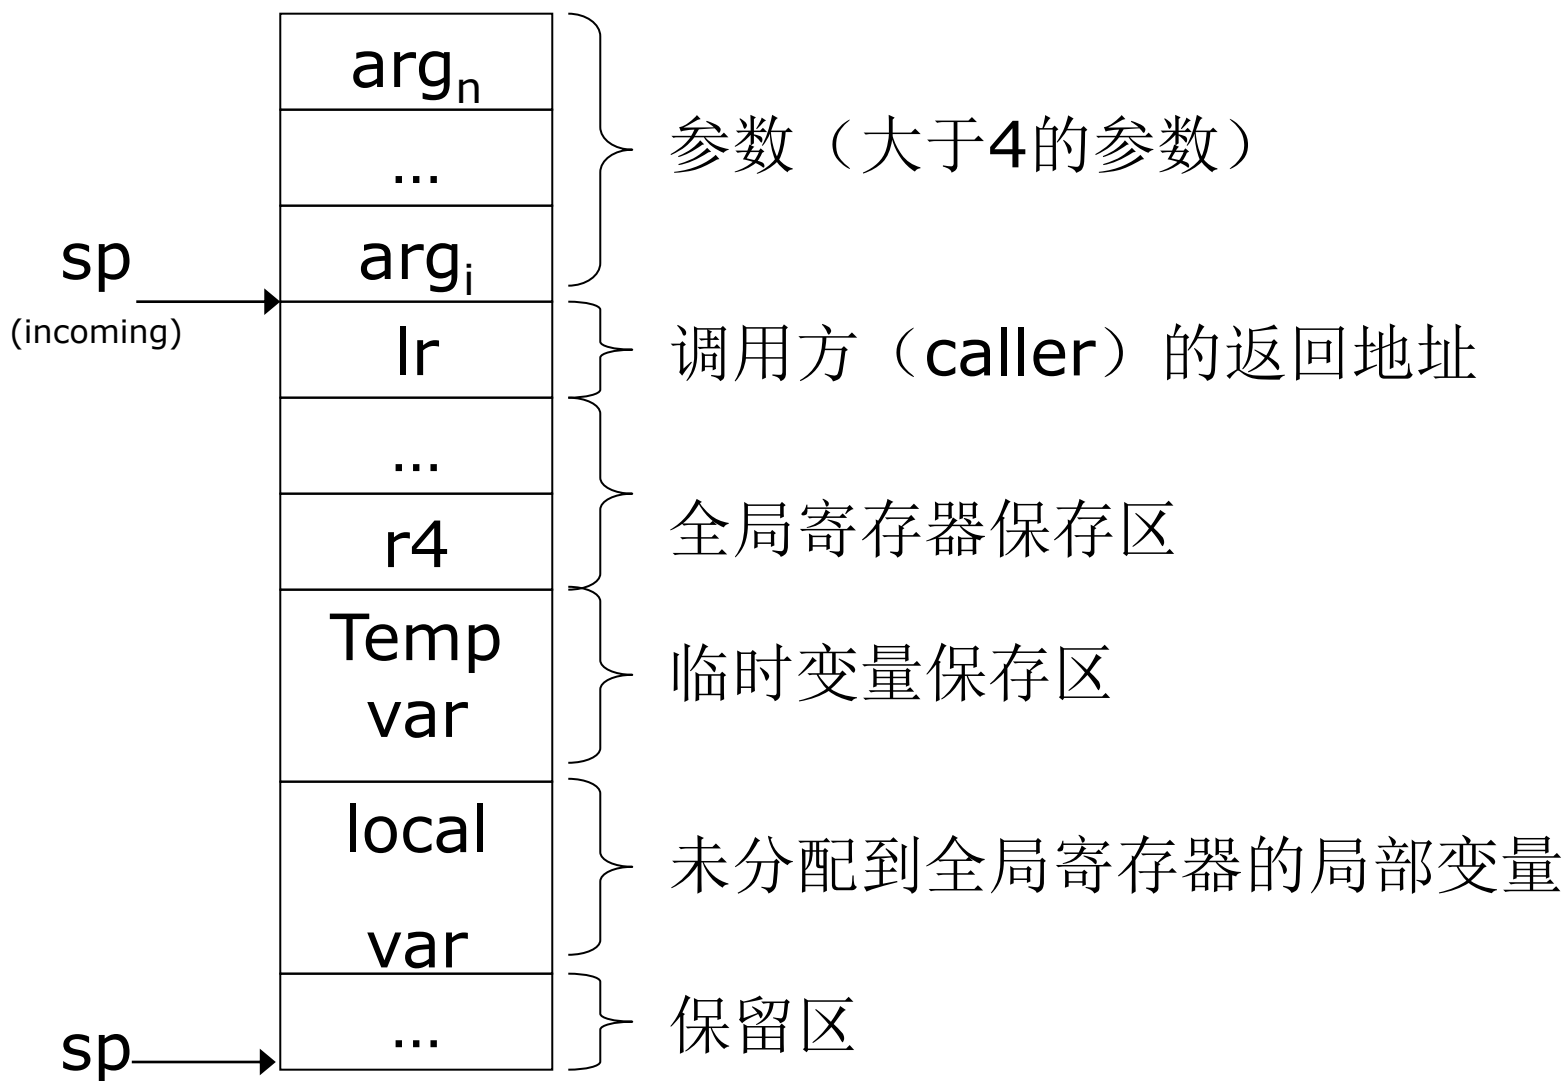 argn
...
参数（大于4的参数）
sp
argi
(incoming)
lr
调用方（caller）的返回地址
...
r4
全局寄存器保存区
Temp
var
临时变量保存区
local
var
未分配到全局寄存器的局部变量
...
保留区
sp